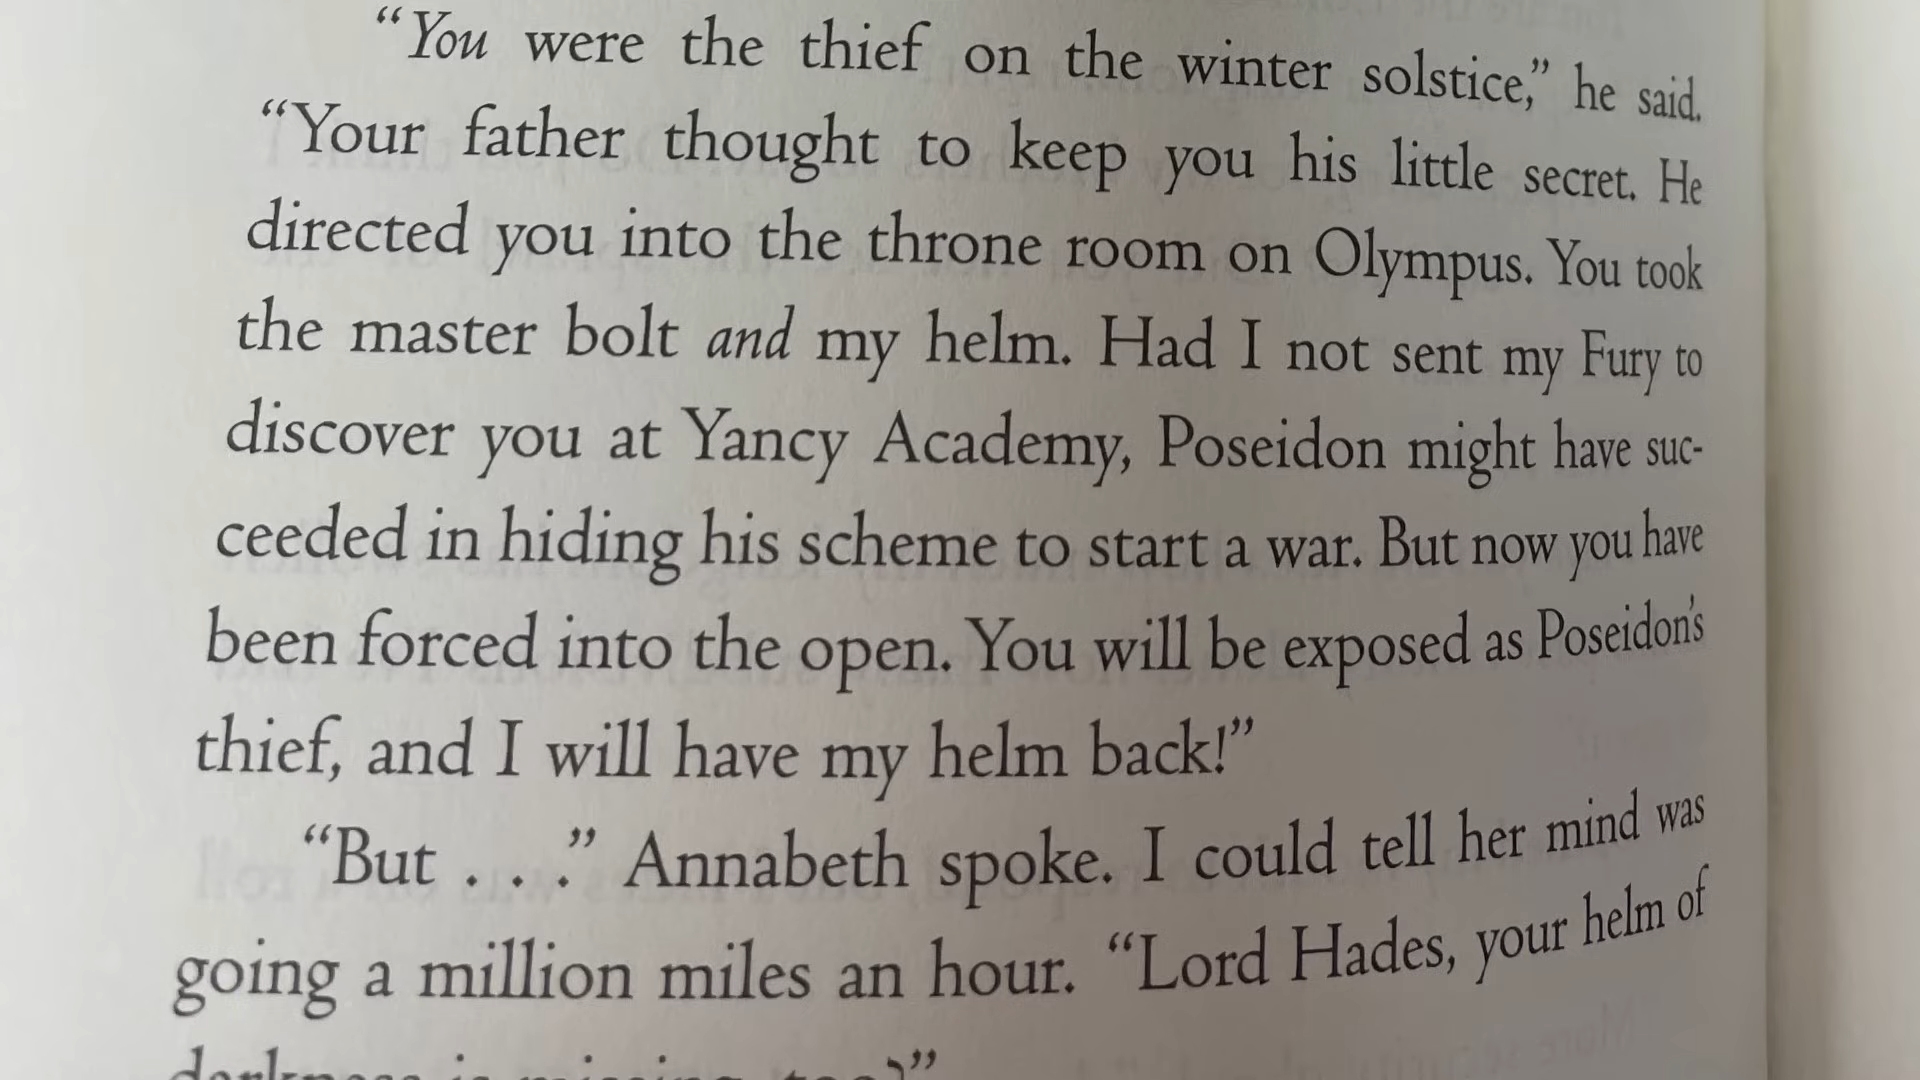 “You were the thief on the winter solstice,” he said.
“Your father thought to keep you his little secret. He
directed you into the throne room on Olympus. You took
the master bolt and my helm. Had I not sent my Fury to
discover you at Yancy Academy, Poseidon might have suc-
ceeded in hiding his scheme to start a war. But now you have
been forced into the open. You will be exposed as Poseidon's
thief, and I will have my helm back!”
“But . . .” Annabeth spoke. I could tell her mind was
going a million miles an hour. “Lord Hades, your helm of
darkness is missing too?”